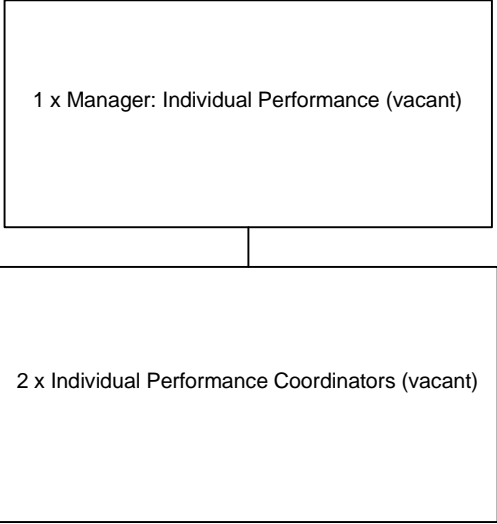 1 x Manager: Individual Performance (vacant)
2 x Individual Performance Coordinators (vacant)